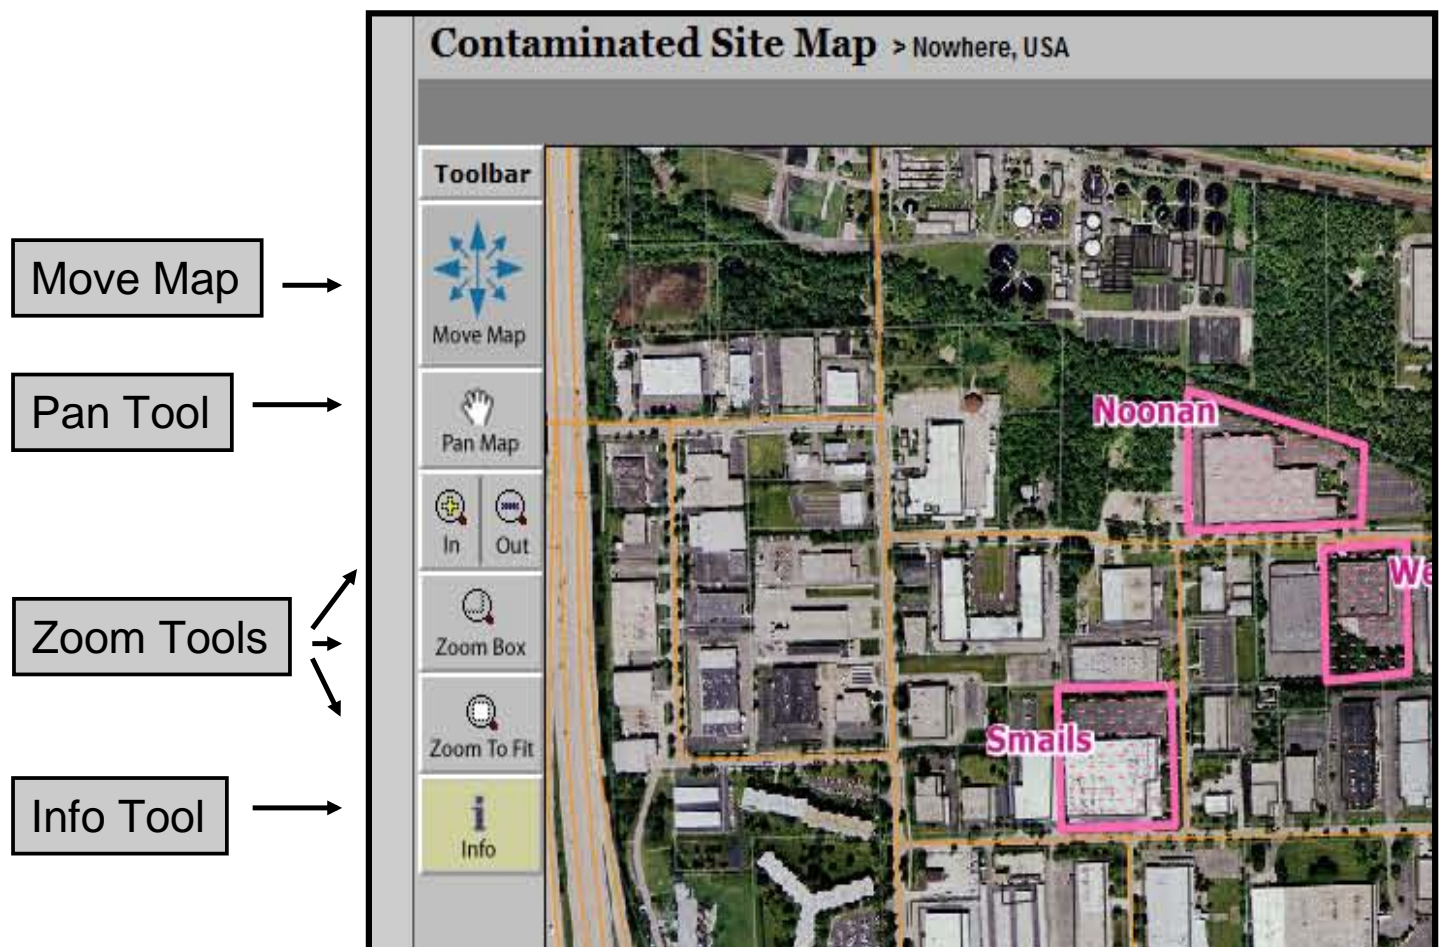 Contaminated Site Map > Nowhere, USA
Toolbar
Move Map
Move Map
Pan Tool
Pan Map
In Out
Zoom Tools
Zoom Box
Zoom To Fit
Info Tool
i
Info
Noonan
We
Smails